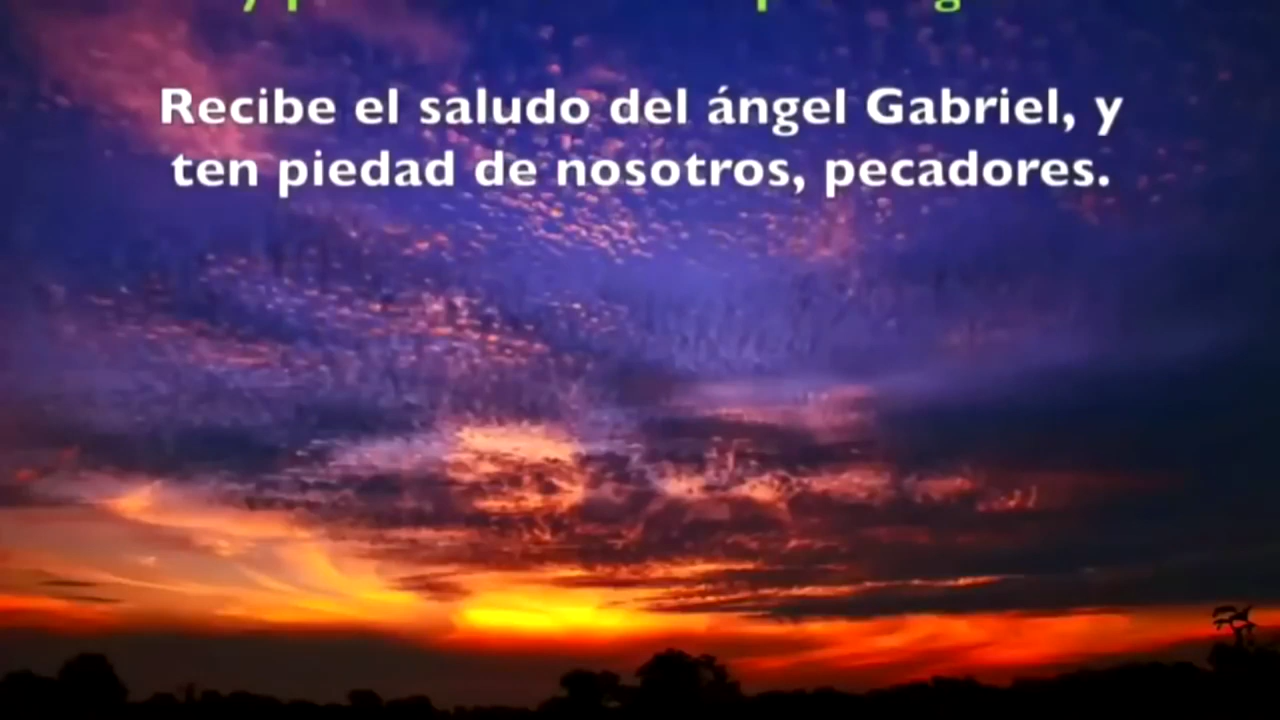 Recibe el saludo del ángel Gabriel, y
ten piedad de nosotros, pecadores.